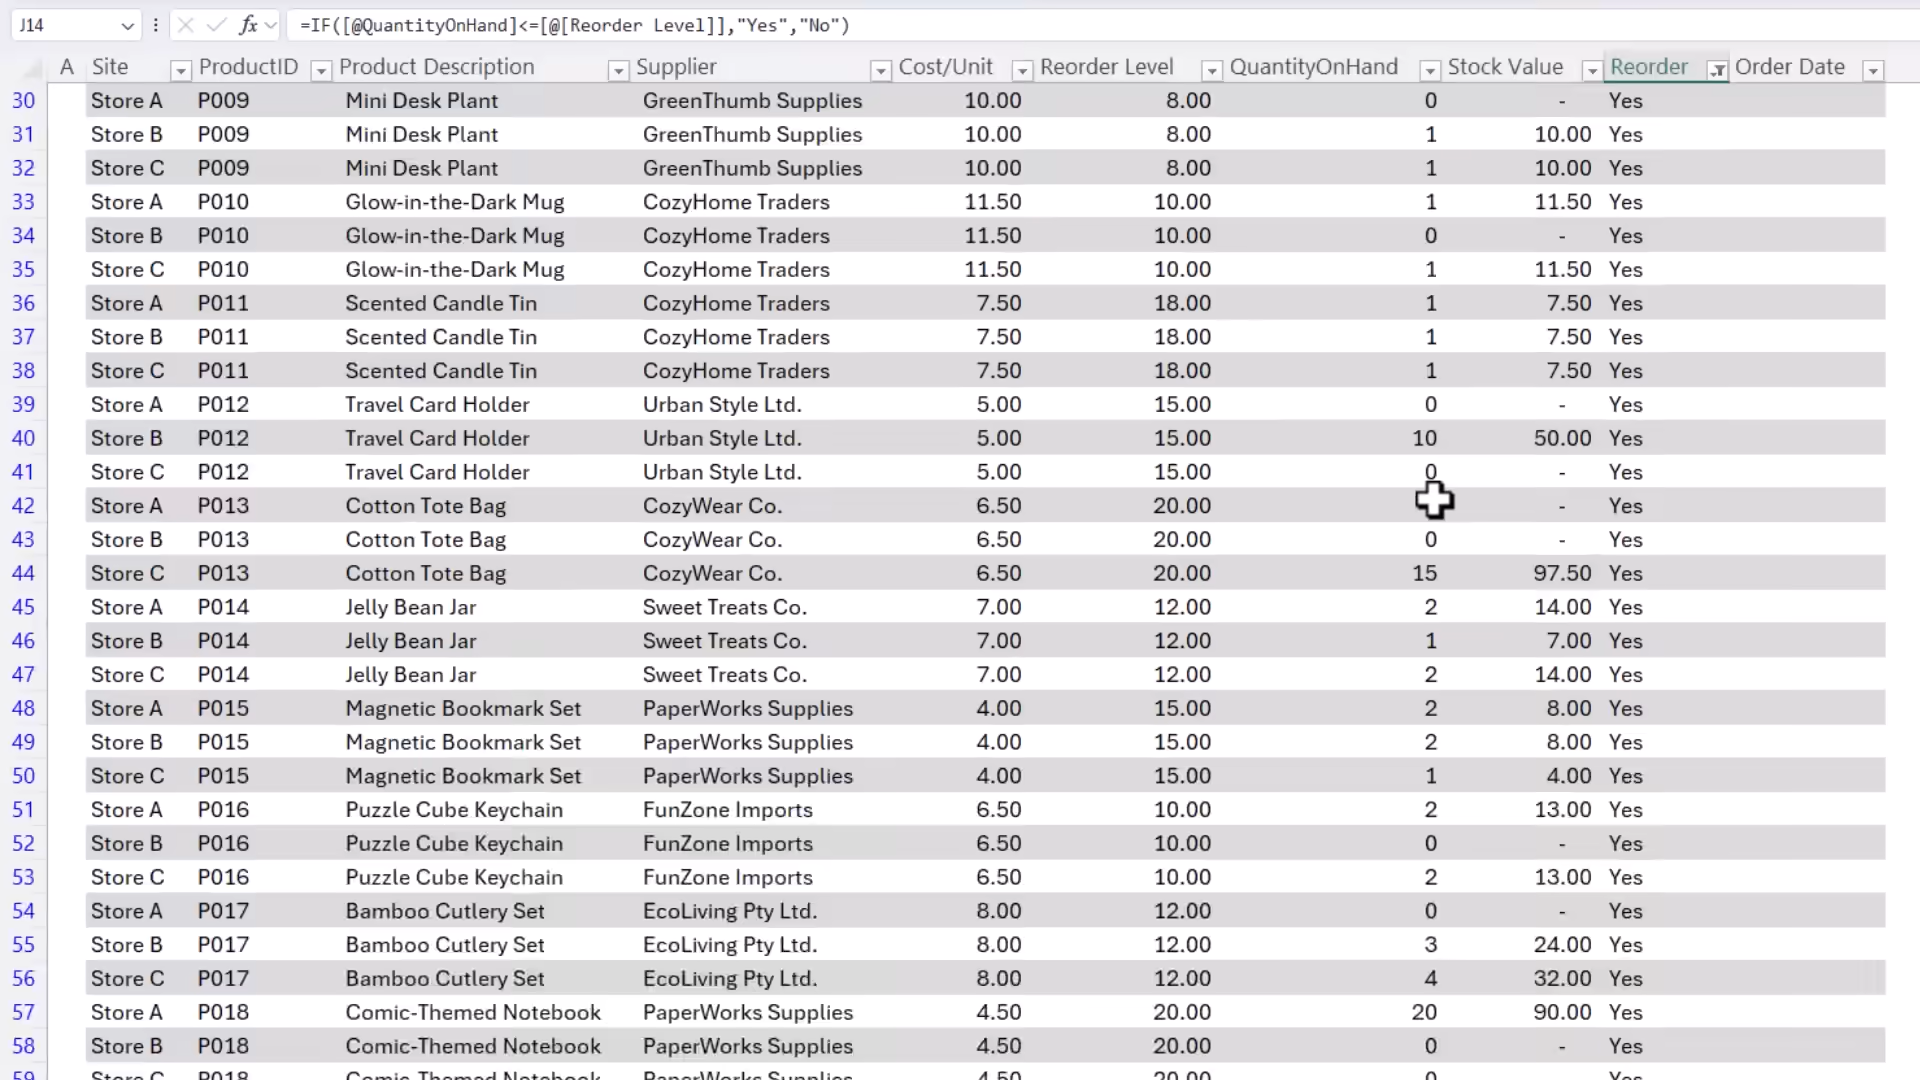 J14 fx =IF([@QuantityOnHand]<=[@[Reorder Level]],"Yes","No")
A Site ProductID Product Description Supplier Cost/Unit Reorder Level QuantityOnHand Stock Value Reorder Order Date
30 Store A P009 Mini Desk Plant GreenThumb Supplies 10.00 8.00 0 - Yes
31 Store B P009 Mini Desk Plant GreenThumb Supplies 10.00 8.00 1 10.00 Yes
32 Store C P009 Mini Desk Plant GreenThumb Supplies 10.00 8.00 1 10.00 Yes
33 Store A P010 Glow-in-the-Dark Mug CozyHome Traders 11.50 10.00 1 11.50 Yes
34 Store B P010 Glow-in-the-Dark Mug CozyHome Traders 11.50 10.00 0 - Yes
35 Store C P010 Glow-in-the-Dark Mug CozyHome Traders 11.50 10.00 1 11.50 Yes
36 Store A P011 Scented Candle Tin CozyHome Traders 7.50 18.00 1 7.50 Yes
37 Store B P011 Scented Candle Tin CozyHome Traders 7.50 18.00 1 7.50 Yes
38 Store C P011 Scented Candle Tin CozyHome Traders 7.50 18.00 1 7.50 Yes
39 Store A P012 Travel Card Holder Urban Style Ltd. 5.00 15.00 0 - Yes
40 Store B P012 Travel Card Holder Urban Style Ltd. 5.00 15.00 10 50.00 Yes
41 Store C P012 Travel Card Holder Urban Style Ltd. 5.00 15.00 0 - Yes
42 Store A P013 Cotton Tote Bag CozyWear Co. 6.50 20.00 - Yes
43 Store B P013 Cotton Tote Bag CozyWear Co. 6.50 20.00 0 - Yes
44 Store C P013 Cotton Tote Bag CozyWear Co. 6.50 20.00 15 97.50 Yes
45 Store A P014 Jelly Bean Jar Sweet Treats Co. 7.00 12.00 2 14.00 Yes
46 Store B P014 Jelly Bean Jar Sweet Treats Co. 7.00 12.00 1 7.00 Yes
47 Store C P014 Jelly Bean Jar Sweet Treats Co. 7.00 12.00 2 14.00 Yes
48 Store A P015 Magnetic Bookmark Set PaperWorks Supplies 4.00 15.00 2 8.00 Yes
49 Store B P015 Magnetic Bookmark Set PaperWorks Supplies 4.00 15.00 2 8.00 Yes
50 Store C P015 Magnetic Bookmark Set PaperWorks Supplies 4.00 15.00 1 4.00 Yes
51 Store A P016 Puzzle Cube Keychain FunZone Imports 6.50 10.00 2 13.00 Yes
52 Store B P016 Puzzle Cube Keychain FunZone Imports 6.50 10.00 0 - Yes
53 Store C P016 Puzzle Cube Keychain FunZone Imports 6.50 10.00 2 13.00 Yes
54 Store A P017 Bamboo Cutlery Set EcoLiving Pty Ltd. 8.00 12.00 0 - Yes
55 Store B P017 Bamboo Cutlery Set EcoLiving Pty Ltd. 8.00 12.00 3 24.00 Yes
56 Store C P017 Bamboo Cutlery Set EcoLiving Pty Ltd. 8.00 12.00 4 32.00 Yes
57 Store A P018 Comic-Themed Notebook PaperWorks Supplies 4.50 20.00 20 90.00 Yes
58 Store B P018 Comic-Themed Notebook PaperWorks Supplies 4.50 20.00 0 - Yes
59 Store C P018 Comic-Themed Notebook PaperWorks Supplies 4.50 20.00 0 - Yes